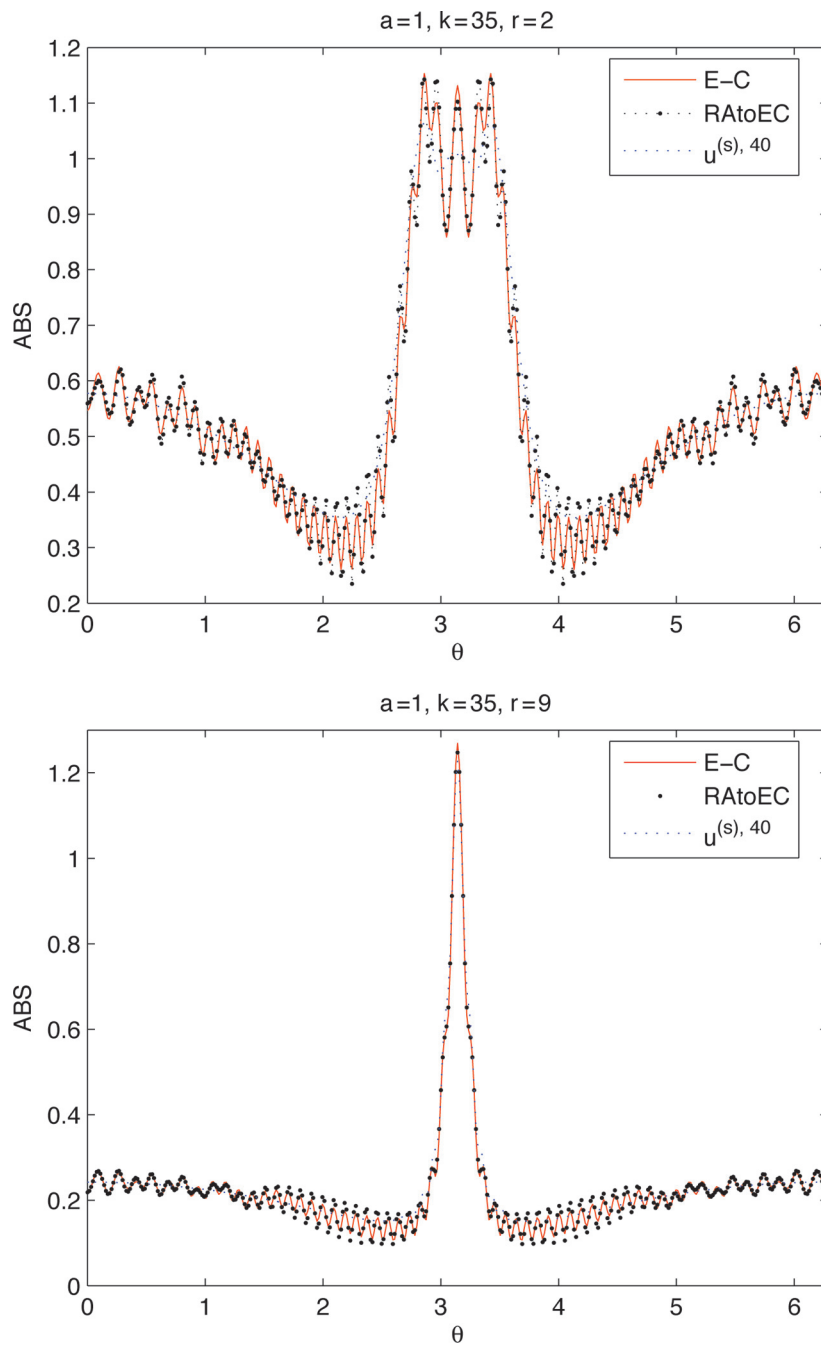 a=1, k=35, r=2
1.2
1.1
1
0.9
0.8
0.7
0.6
0.5
0.4
0.3
0.2
ABS
E-C
RAtoEC
u^(s), 40
0 1 2 3 4 5 6
θ
a=1, k=35, r=9
1.2
1
0.8
0.6
0.4
0.2
0
ABS
E-C
RAtoEC
u^(s), 40
0 1 2 3 4 5 6
θ